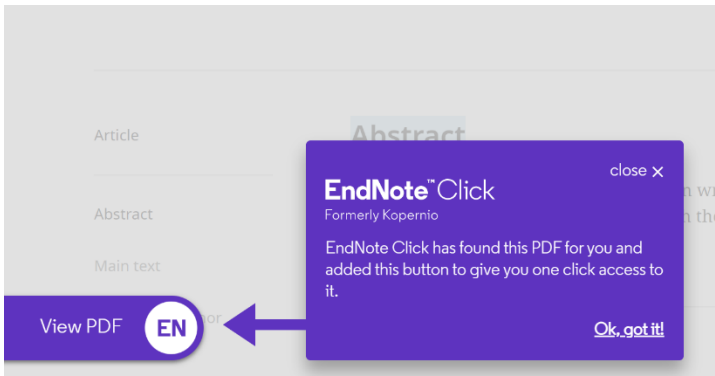 Article
Abstract
close ×
EndNote™ Click
Formerly Kopernio
Abstract
EndNote Click has found this PDF for you and
added this button to give you one click access to
it.
Main text
View PDF EN
Ok, got it!